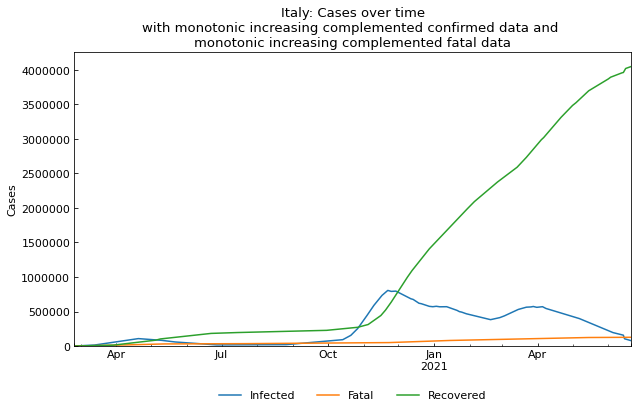 Italy: Cases over time
with monotonic increasing complemented confirmed data and
monotonic increasing complemented fatal data
4000000
3500000
3000000
2500000
2000000
1500000
1000000
500000
0
Cases
Apr Jul Oct Jan Apr
2021
Infected Fatal Recovered